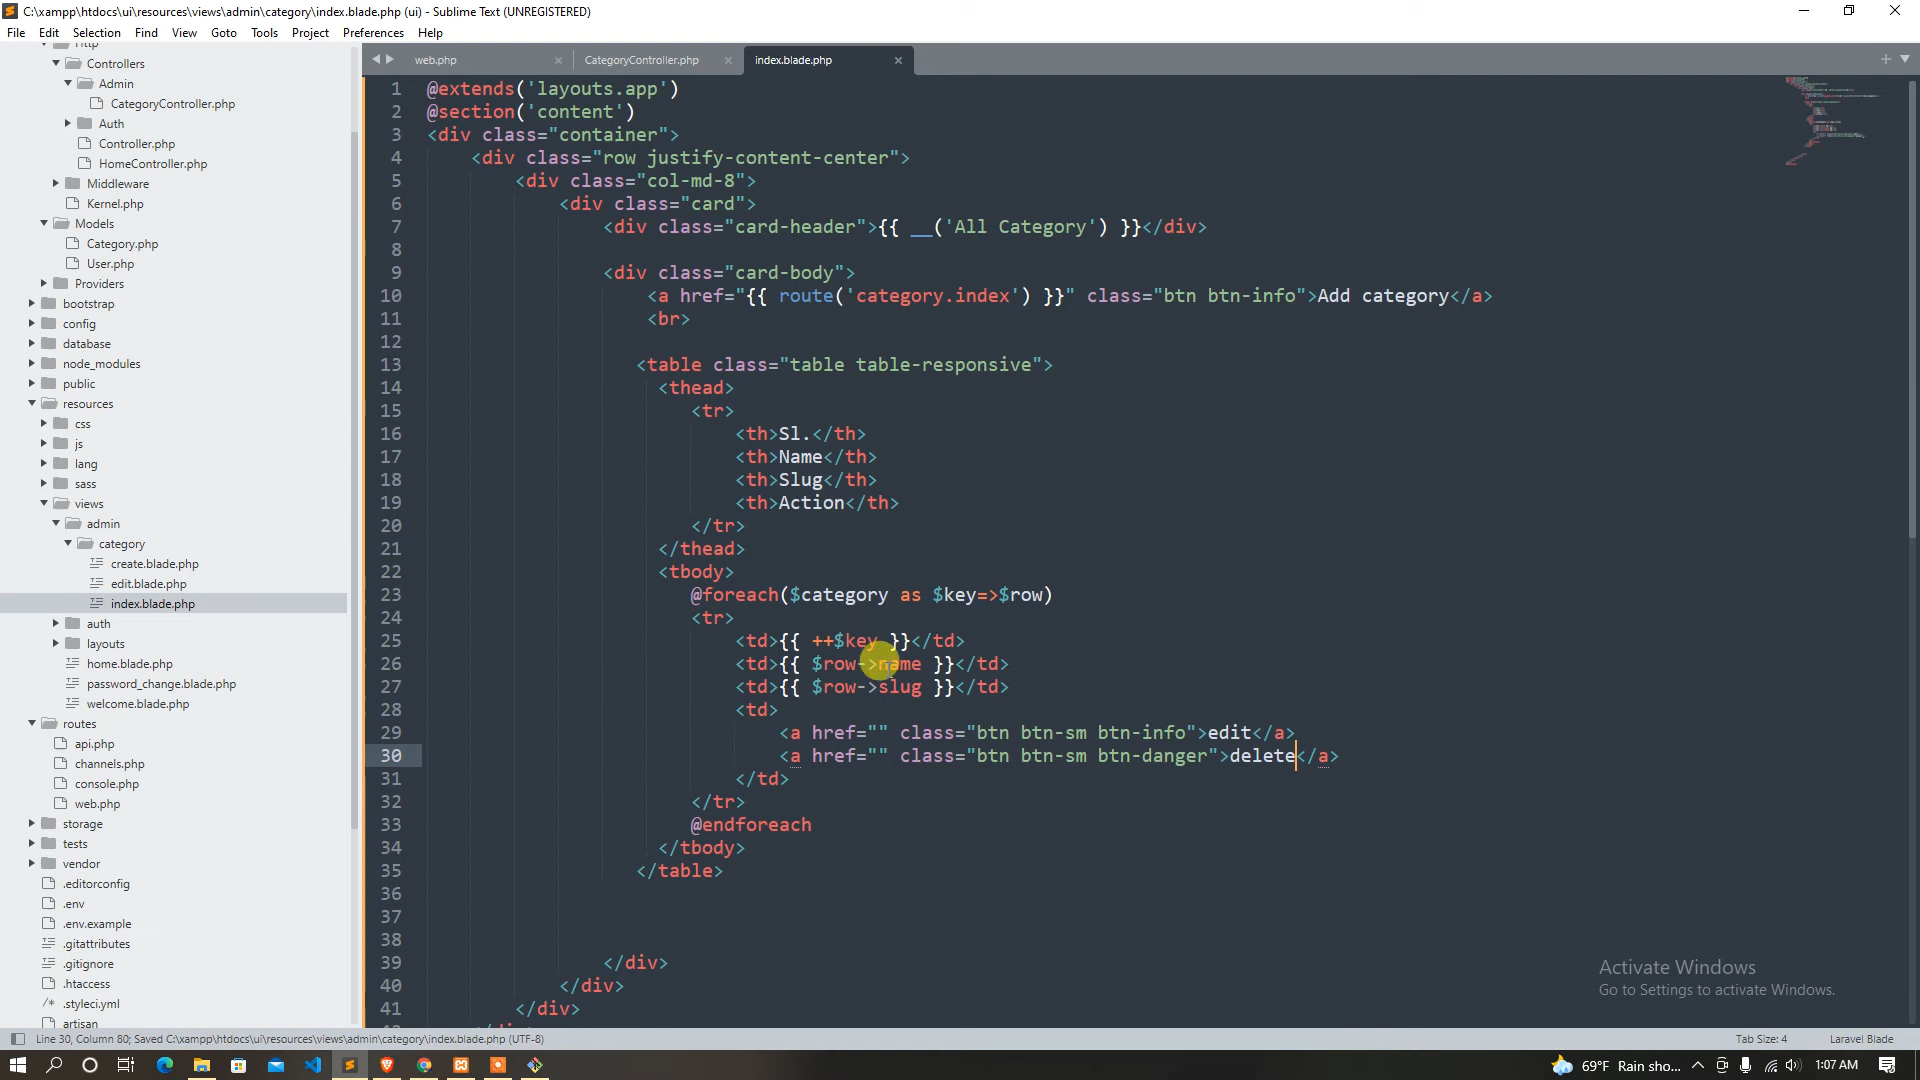 C:\xampp\htdocs\ui\resources\views\admin\category\index.blade.php (ui) - Sublime Text (UNREGISTERED)
File Edit Selection Find View Goto Tools Project Preferences Help
Http
Controllers
Admin
CategoryController.php
Auth
Controller.php
HomeController.php
Middleware
Kernel.php
Models
Category.php
User.php
Providers
bootstrap
config
database
node_modules
public
resources
css
js
lang
sass
views
admin
category
create.blade.php
edit.blade.php
index.blade.php
auth
layouts
home.blade.php
password_change.blade.php
welcome.blade.php
routes
api.php
channels.php
console.php
web.php
storage
tests
vendor
.editorconfig
.env
.env.example
.gitattributes
.gitignore
.htaccess
.styleci.yml
artisan
web.php CategoryController.php index.blade.php
1 @extends('layouts.app')
2 @section('content')
3 <div class="container">
4 <div class="row justify-content-center">
5 <div class="col-md-8">
6 <div class="card">
7 <div class="card-header">{{ __('All Category') }}</div>
8
9 <div class="card-body">
10 <a href="{{ route('category.index') }}" class="btn btn-info">Add category</a>
11 <br>
12
13 <table class="table table-responsive">
14 <thead>
15 <tr>
16 <th>Sl.</th>
17 <th>Name</th>
18 <th>Slug</th>
19 <th>Action</th>
20 </tr>
21 </thead>
22 <tbody>
23 @foreach($category as $key=>$row)
24 <tr>
25 <td>{{ ++$key }}</td>
26 <td>{{ $row->name }}</td>
27 <td>{{ $row->slug }}</td>
28 <td>
29 <a href="" class="btn btn-sm btn-info">edit</a>
30 <a href="" class="btn btn-sm btn-danger">delete</a>
31 </td>
32 </tr>
33 @endforeach
34 </tbody>
35 </table>
36
37
38
39 </div>
40 </div>
41 </div>
Activate Windows
Go to Settings to activate Windows.
Line 30, Column 80; Saved C:\xampp\htdocs\ui\resources\views\admin\category\index.blade.php (UTF-8) Tab Size: 4 Laravel Blade
69°F Rain sho... 1:07 AM